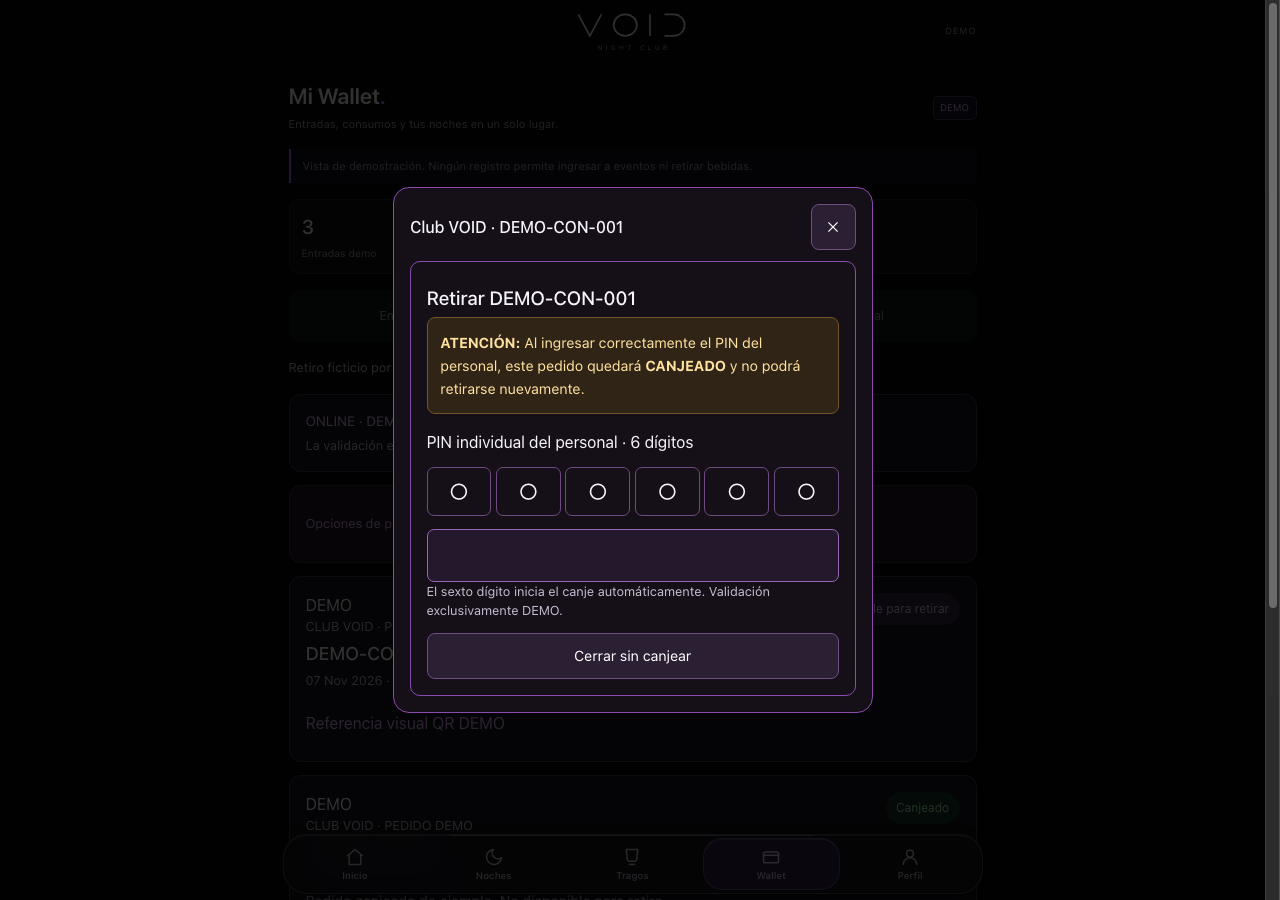 VOID
NIGHT CLUB
DEMO
Mi Wallet.
DEMO
Entradas, consumos y tus noches en un solo lugar.
Vista de demostración. Ningún registro permite ingresar a eventos ni retirar bebidas.
3
Entradas demo
Club VOID · DEMO-CON-001
×
Retirar DEMO-CON-001
ATENCIÓN: Al ingresar correctamente el PIN del
personal, este pedido quedará CANJEADO y no podrá
retirarse nuevamente.
PIN individual del personal · 6 dígitos
El sexto dígito inicia el canje automáticamente. Validación
exclusivamente DEMO.
Cerrar sin canjear
Retiro ficticio por
ONLINE · DEM
La validación e
Opciones de p
DEMO
le para retirar
CLUB VOID · P
DEMO-CO
07 Nov 2026 ·
Referencia visual QR DEMO
DEMO
Canjeado
CLUB VOID · PEDIDO DEMO
Inicio
Noches
Tragos
Wallet
Perfil